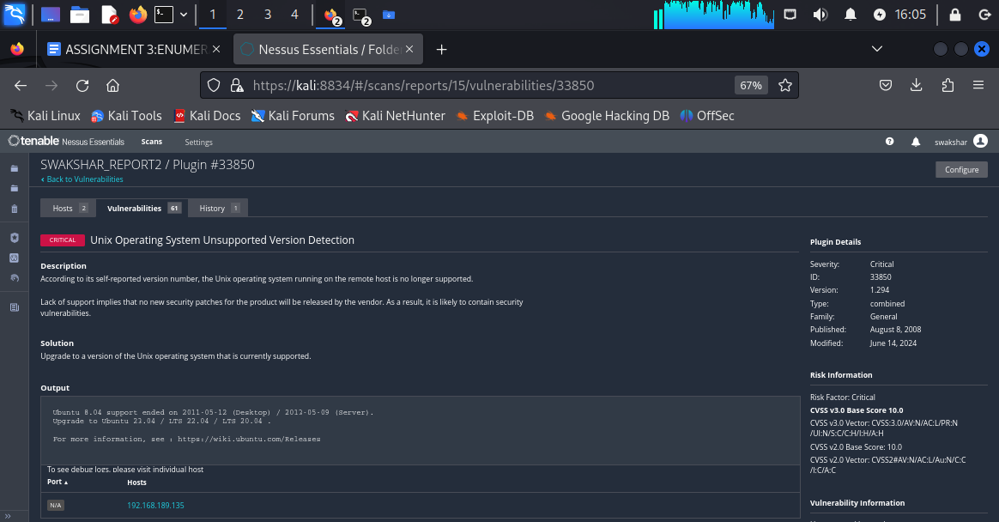 1 2 3 4
2
2
16:05
ASSIGNMENT 3:ENUMER
Nessus Essentials / Folde
https://kali:8834/#/scans/reports/15/vulnerabilities/33850
67%
Kali Linux
Kali Tools
Kali Docs
Kali Forums
Kali NetHunter
Exploit-DB
Google Hacking DB
OffSec
tenable Nessus Essentials
Scans
Settings
swakshar
SWAKSHAR_REPORT2 / Plugin #33850
Configure
Back to Vulnerabilities
Hosts 2
Vulnerabilities 61
History 1
CRITICAL Unix Operating System Unsupported Version Detection
Description
According to its self-reported version number, the Unix operating system running on the remote host is no longer supported.
Lack of support implies that no new security patches for the product will be released by the vendor. As a result, it is likely to contain security
vulnerabilities.
Solution
Upgrade to a version of the Unix operating system that is currently supported.
Output
Ubuntu 8.04 support ended on 2011-05-12 (Desktop) / 2013-05-09 (Server).
Upgrade to Ubuntu 23.04 / LTS 22.04 / LTS 20.04 .
For more information, see : https://wiki.ubuntu.com/Releases
To see debug logs, please visit individual host
Port Hosts
N/A 192.168.189.135
Plugin Details
Severity: Critical
ID: 33850
Version: 1.294
Type: combined
Family: General
Published: August 8, 2008
Modified: June 14, 2024
Risk Information
Risk Factor: Critical
CVSS v3.0 Base Score 10.0
CVSS v3.0 Vector: CVSS:3.0/AV:N/AC:L/PR:N
/UI:N/S:C/C:H/I:H/A:H
CVSS v2.0 Base Score: 10.0
CVSS v2.0 Vector: CVSS2#AV:N/AC:L/Au:N/C:C
/I:C/A:C
Vulnerability Information